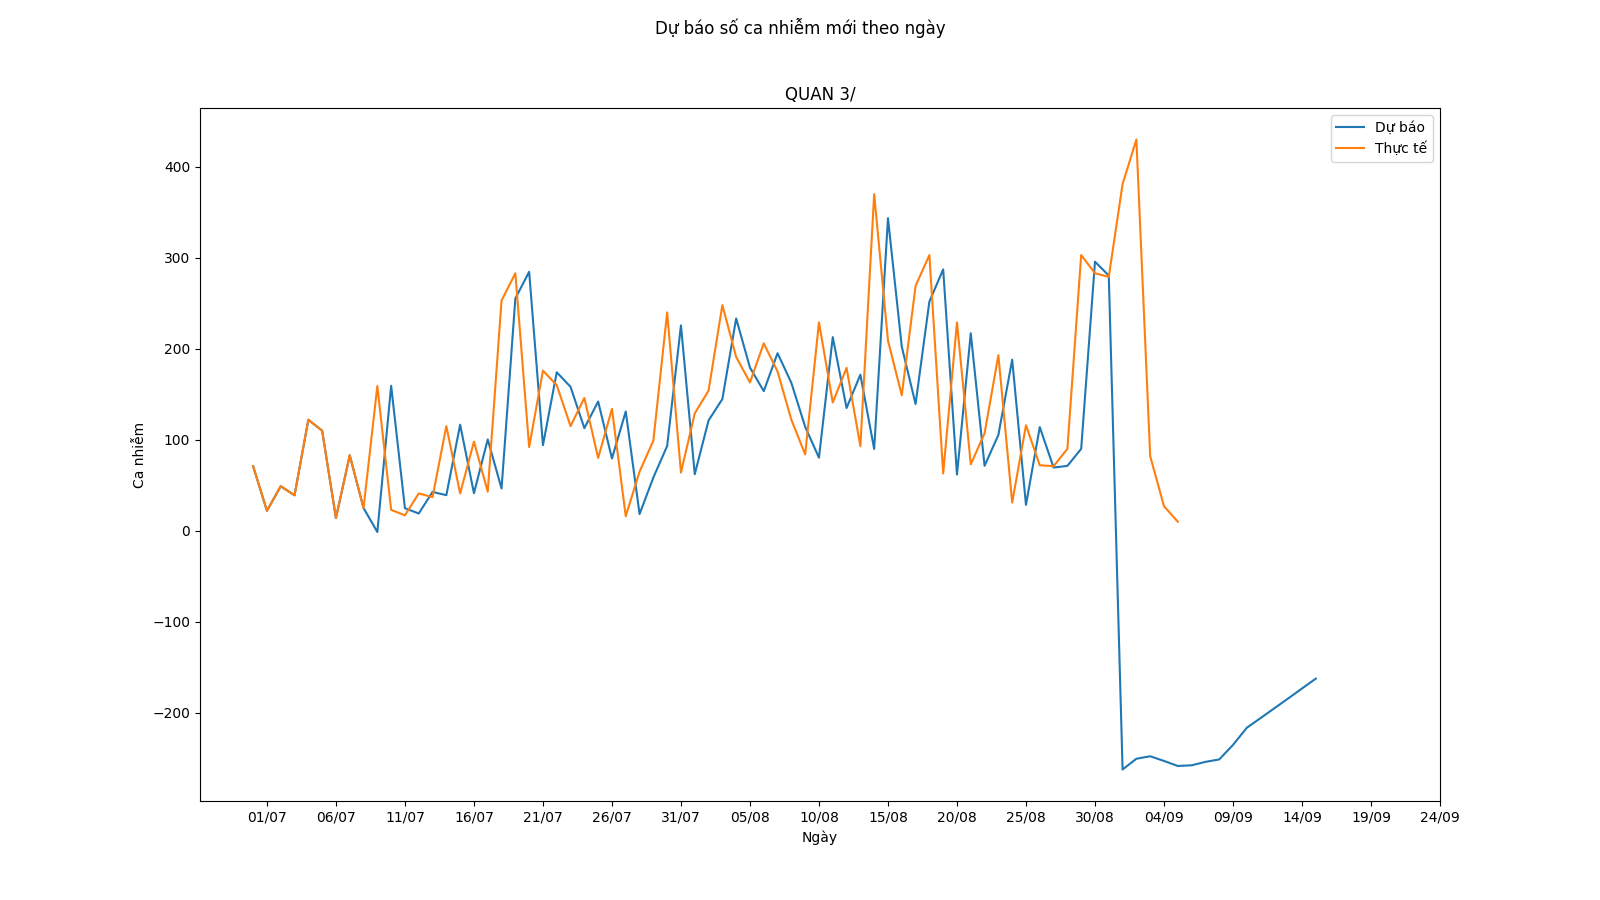 Dự báo số ca nhiễm mới theo ngày
QUAN 3/
Dự báo
Thực tế
400
300
200
100
0
−100
−200
Ca nhiễm
01/07 06/07 11/07 16/07 21/07 26/07 31/07 05/08 10/08 15/08 20/08 25/08 30/08 04/09 09/09 14/09 19/09 24/09
Ngày